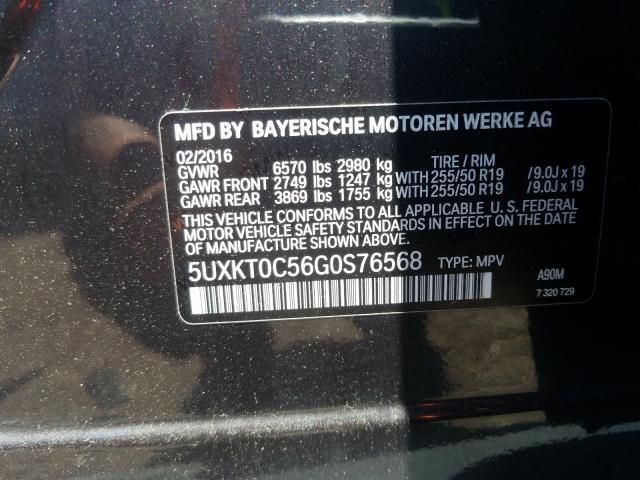 MFD BY BAYERISCHE MOTOREN WERKE AG
02/2016 TIRE / RIM
GVWR 6570 lbs 2980 kg
GAWR FRONT 2749 lbs 1247 kg WITH 255/50 R19 /9.0J x 19
GAWR REAR 3869 lbs 1755 kg WITH 255/50 R19 /9.0J x 19
THIS VEHICLE CONFORMS TO ALL APPLICABLE U. S. FEDERAL
MOTOR VEHICLE SAFETY STANDARDS IN EFFECT ON THE DATE
OF MANUFACTURE SHOWN ABOVE.
5UXKT0C56G0S76568 TYPE: MPV
A90M
7 320 729